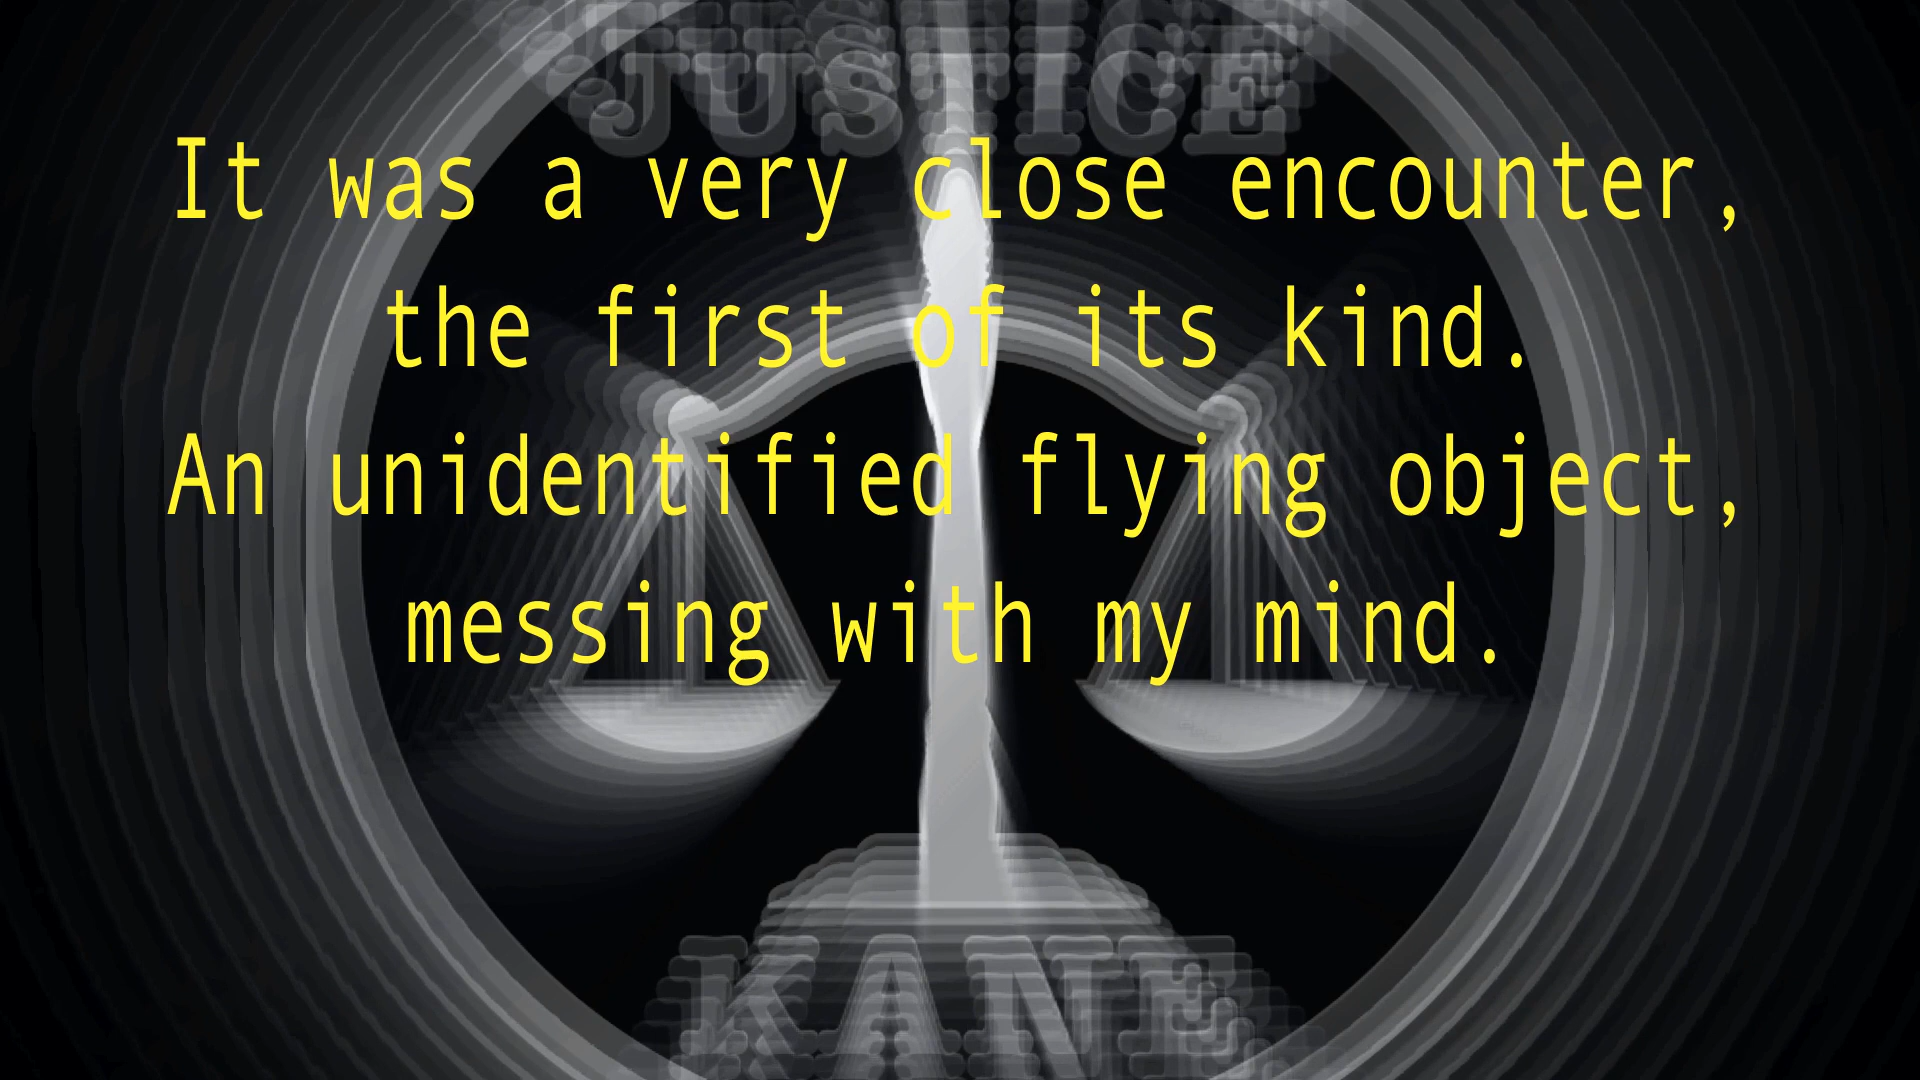 JUSTICE
It was a very close encounter,
the first of its kind.
An unidentified flying object,
messing with my mind.
KANE